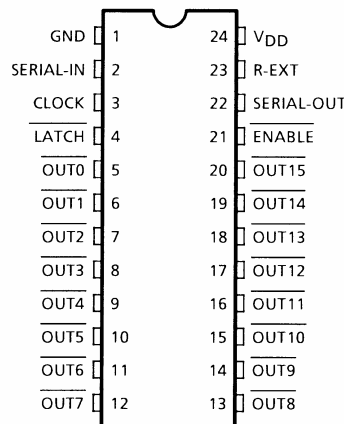 GND 1 24 VDD
SERIAL-IN 2 23 R-EXT
CLOCK 3 22 SERIAL-OUT
LATCH 4 21 ENABLE
OUT0 5 20 OUT15
OUT1 6 19 OUT14
OUT2 7 18 OUT13
OUT3 8 17 OUT12
OUT4 9 16 OUT11
OUT5 10 15 OUT10
OUT6 11 14 OUT9
OUT7 12 13 OUT8